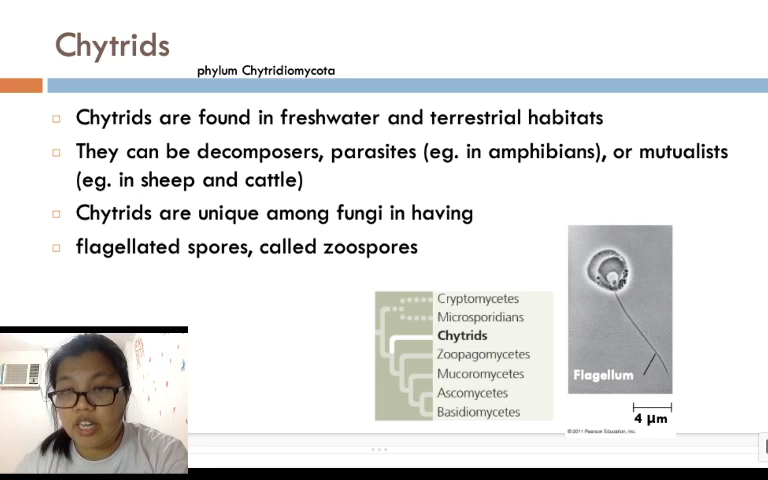 Chytrids
phylum Chytridiomycota
Chytrids are found in freshwater and terrestrial habitats
They can be decomposers, parasites (eg. in amphibians), or mutualists
(eg. in sheep and cattle)
Chytrids are unique among fungi in having
flagellated spores, called zoospores
Cryptomycetes
Microsporidians
Chytrids
Zoopagomycetes
Mucoromycetes
Ascomycetes
Basidiomycetes
Flagellum
4 µm
© 2011 Pearson Education, Inc.